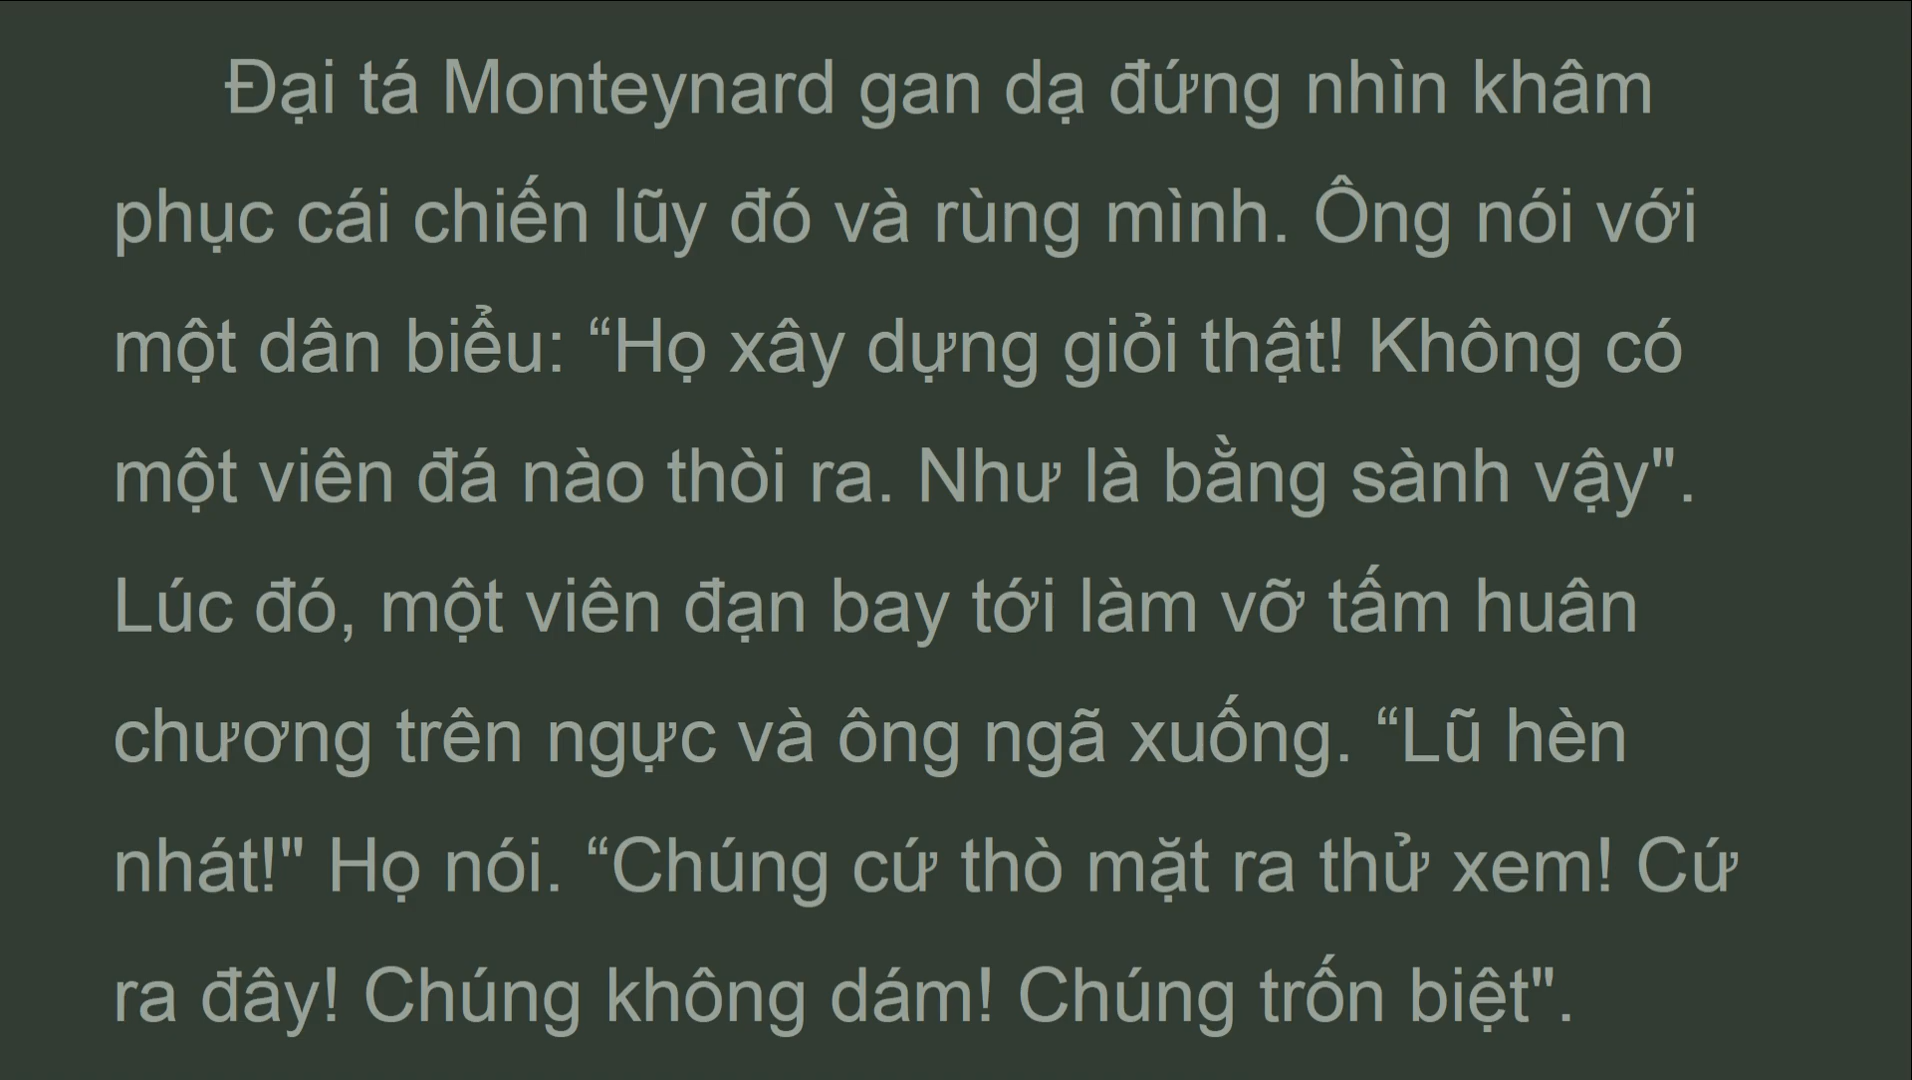 Đại tá Monteynard gan dạ đứng nhìn khâm
phục cái chiến lũy đó và rùng mình. Ông nói với
một dân biểu: “Họ xây dựng giỏi thật! Không có
một viên đá nào thòi ra. Như là bằng sành vậy".
Lúc đó, một viên đạn bay tới làm vỡ tấm huân
chương trên ngực và ông ngã xuống. “Lũ hèn
nhát!" Họ nói. “Chúng cứ thò mặt ra thử xem! Cứ
ra đây! Chúng không dám! Chúng trốn biệt".